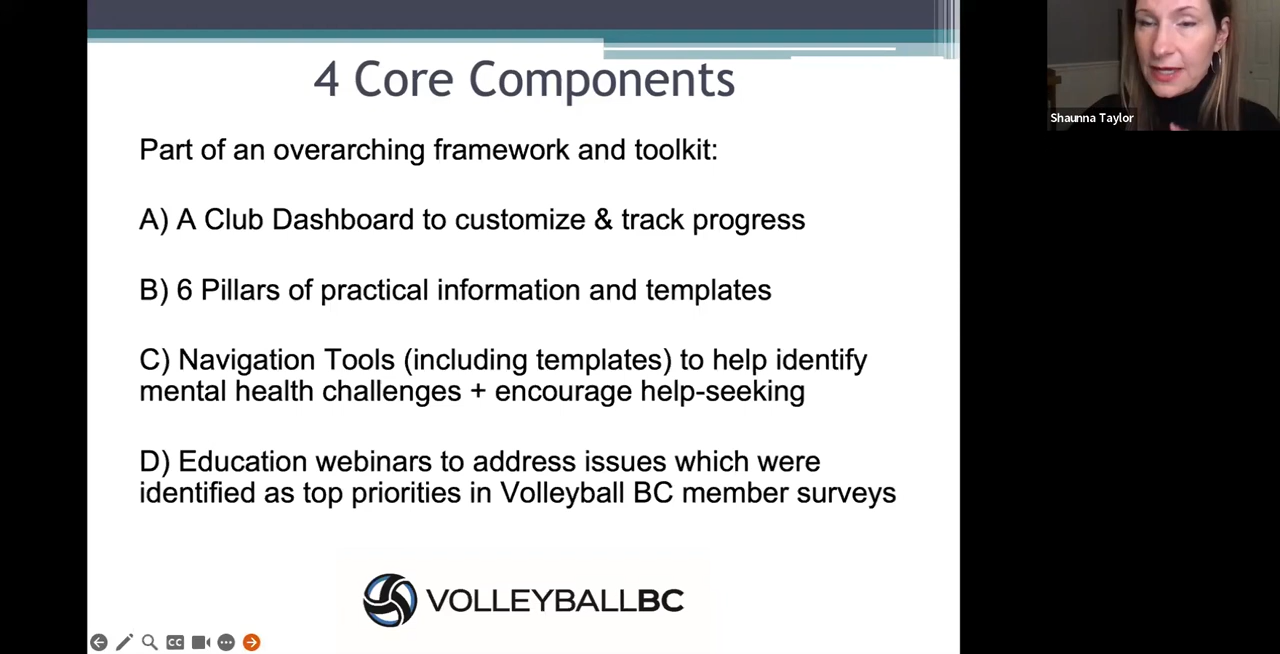 4 Core Components
Shaunna Taylor
Part of an overarching framework and toolkit:
A) A Club Dashboard to customize & track progress
B) 6 Pillars of practical information and templates
C) Navigation Tools (including templates) to help identify
mental health challenges + encourage help-seeking
D) Education webinars to address issues which were
identified as top priorities in Volleyball BC member surveys
VOLLEYBALLBC
CC